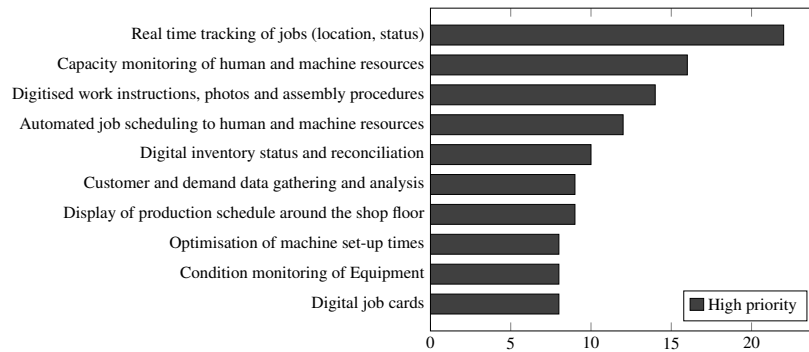 Real time tracking of jobs (location, status)
Capacity monitoring of human and machine resources
Digitised work instructions, photos and assembly procedures
Automated job scheduling to human and machine resources
Digital inventory status and reconciliation
Customer and demand data gathering and analysis
Display of production schedule around the shop floor
Optimisation of machine set-up times
Condition monitoring of Equipment
Digital job cards
High priority
0 5 10 15 20